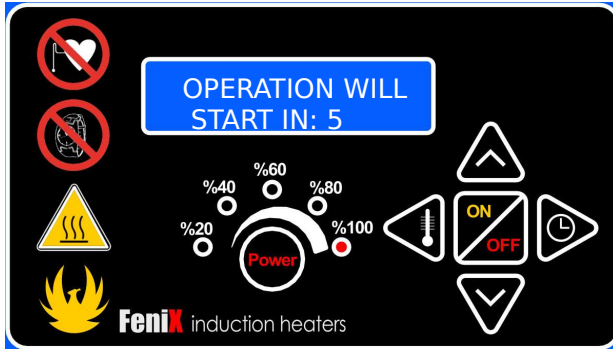 OPERATION WILL
START IN: 5
%60
%40
%80
%20
%100
Power
ON
OFF
FeniX induction heaters